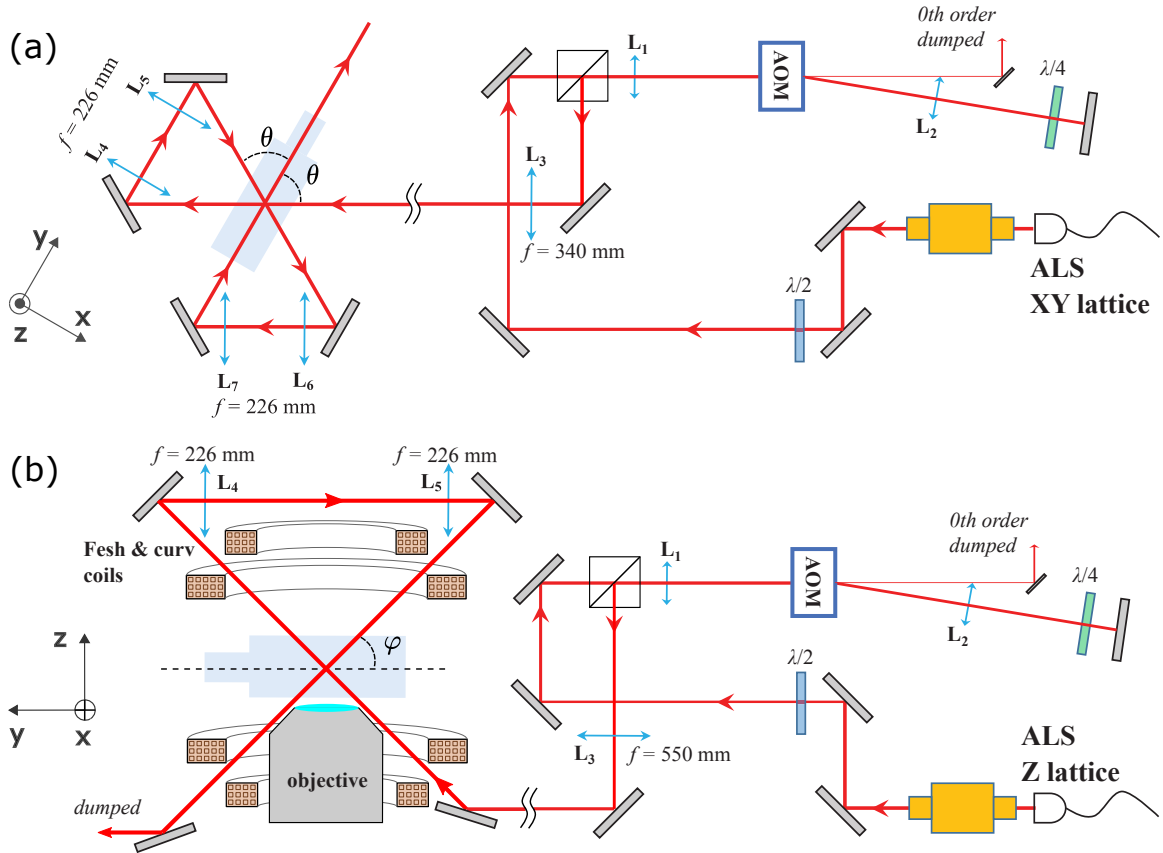 (a)
0th order
dumped
L₁
AOM
λ/4
L₂
L₅
f = 226 mm
L₄
θ
θ
L₃
f = 340 mm
y
z
x
λ/2
ALS
XY lattice
L₇
L₆
f = 226 mm
(b)
f = 226 mm
f = 226 mm
L₄
L₅
Fesh & curv
coils
0th order
dumped
L₁
AOM
λ/4
L₂
φ
λ/2
z
y
x
L₃
f = 550 mm
objective
dumped
ALS
Z lattice